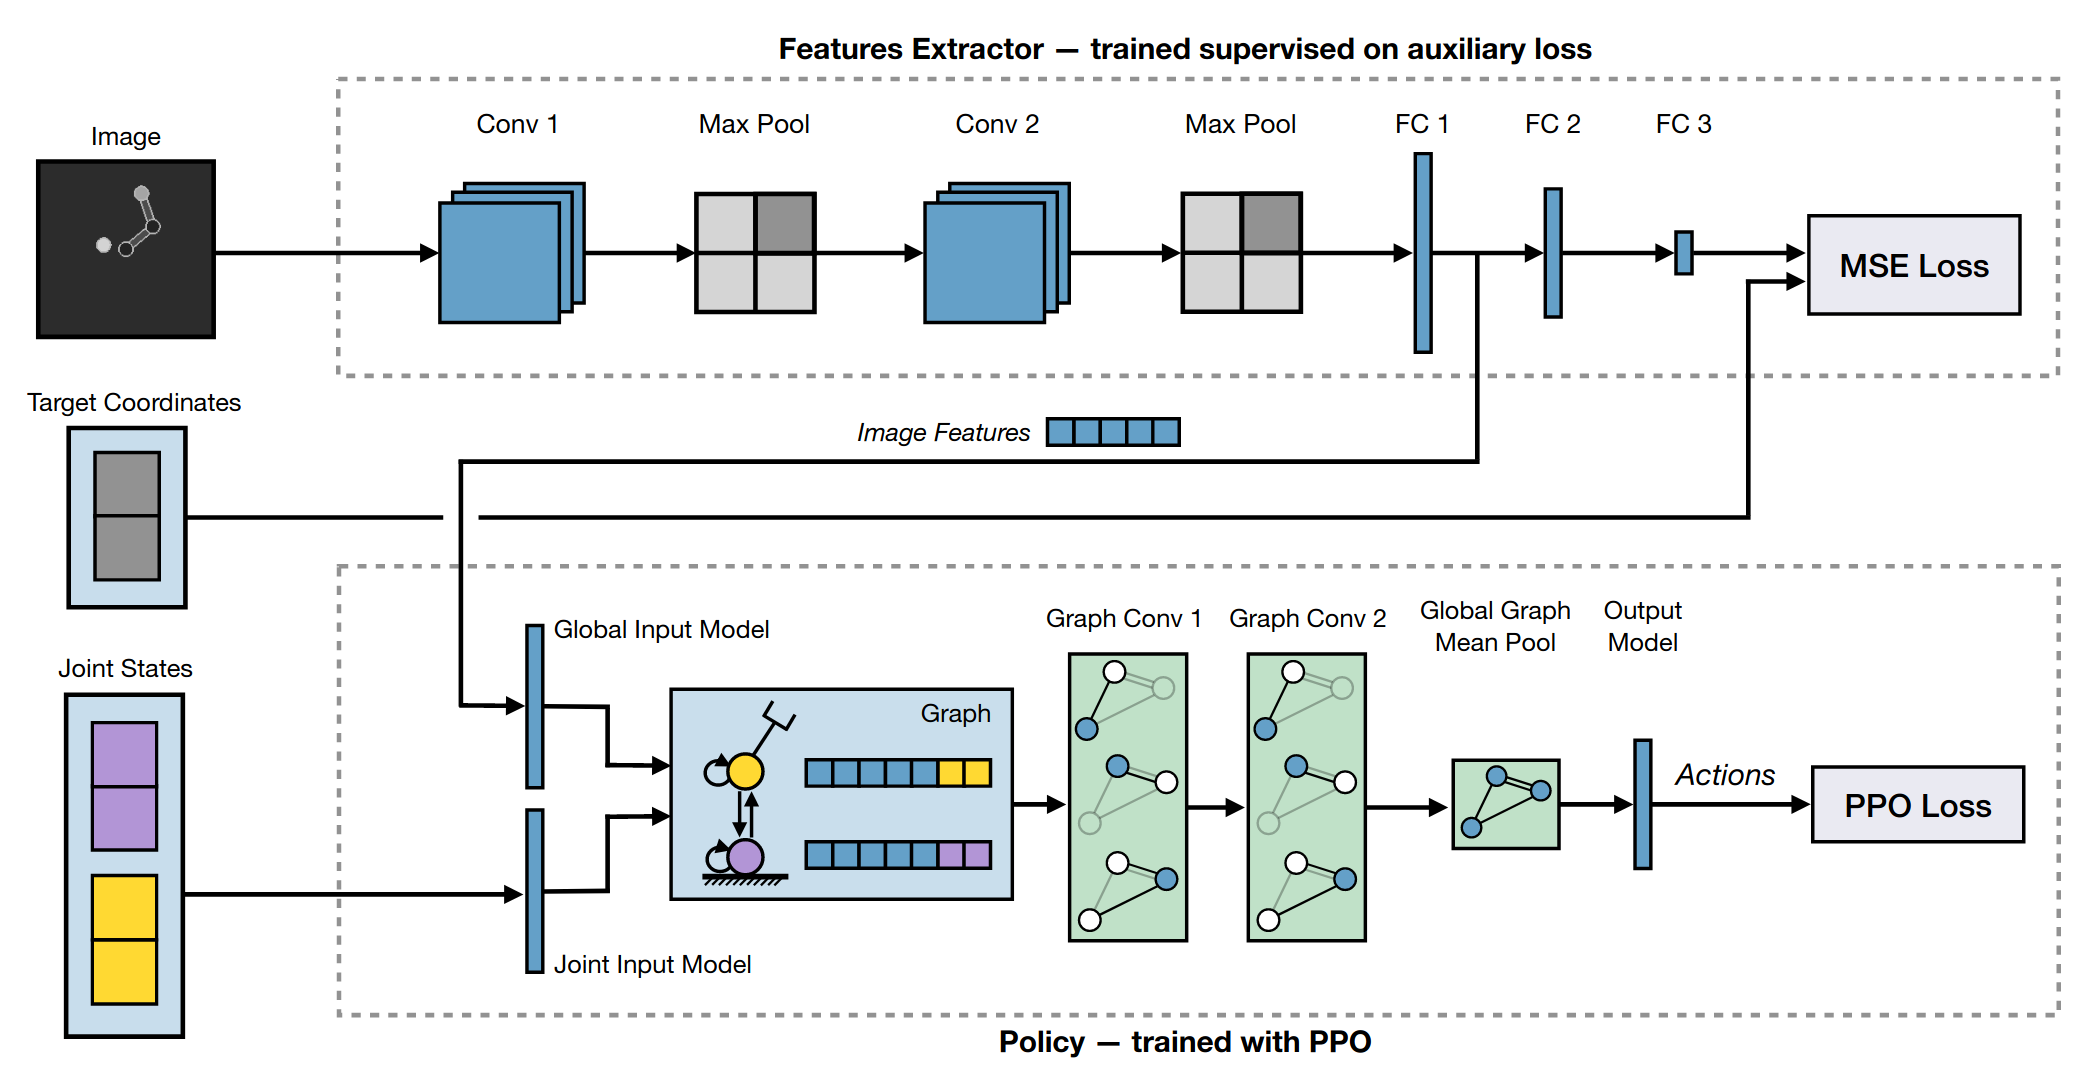 Features Extractor — trained supervised on auxiliary loss
Image
Conv 1
Max Pool
Conv 2
Max Pool
FC 1
FC 2
FC 3
MSE Loss
Target Coordinates
Image Features
Joint States
Global Input Model
Joint Input Model
Graph
Graph Conv 1
Graph Conv 2
Global Graph
Mean Pool
Output
Model
Actions
PPO Loss
Policy — trained with PPO